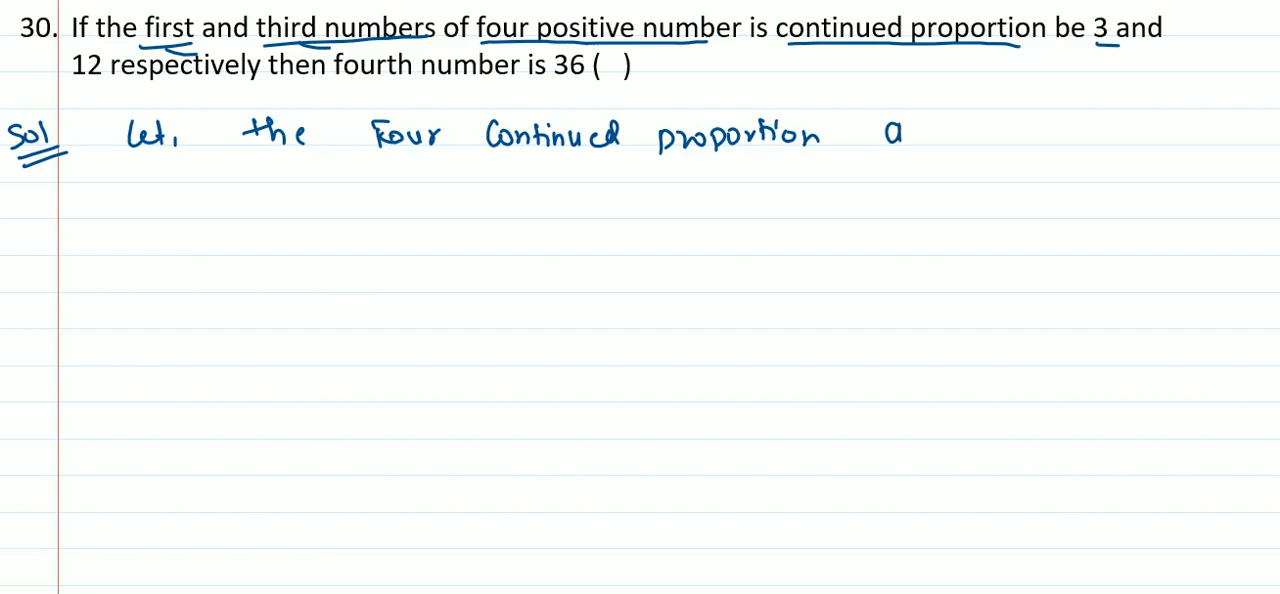 30. If the first and third numbers of four positive number is continued proportion be 3 and
12 respectively then fourth number is 36 ( )
Sol Let, the Four Continued proportion a